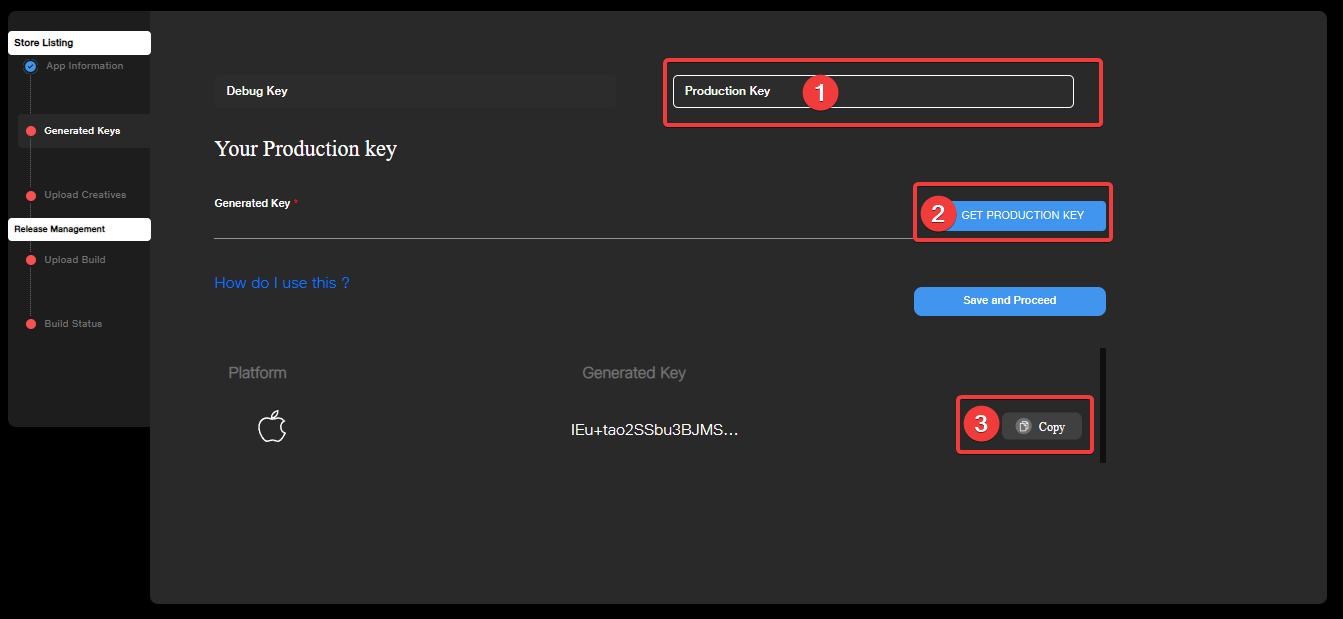 Store Listing
App Information
Generated Keys
Upload Creatives
Release Management
Upload Build
Build Status
Debug Key
Production Key
1
Your Production key
Generated Key *
2
GET PRODUCTION KEY
How do I use this ?
Save and Proceed
Platform
Generated Key
IEu+tao2SSbu3BJMS...
3
Copy